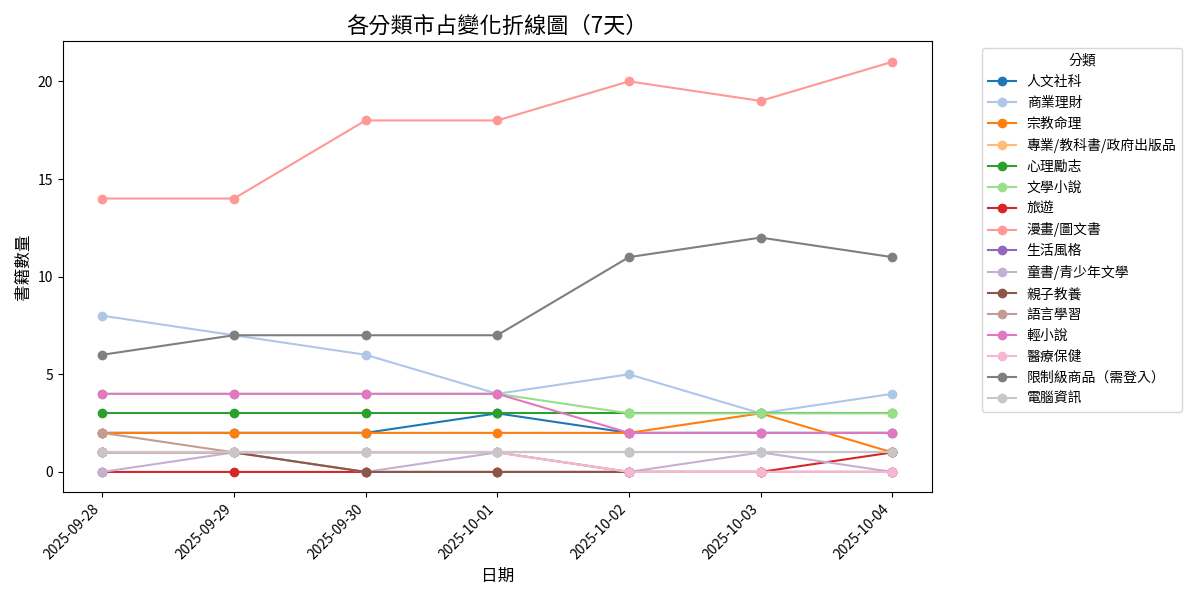 各分類市占變化折線圖（7天）
書籍數量
20
15
10
5
0
2025-09-28
2025-09-29
2025-09-30
2025-10-01
2025-10-02
2025-10-03
2025-10-04
日期
分類
人文社科
商業理財
宗教命理
專業/教科書/政府出版品
心理勵志
文學小說
旅遊
漫畫/圖文書
生活風格
童書/青少年文學
親子教養
語言學習
輕小說
醫療保健
限制級商品（需登入）
電腦資訊